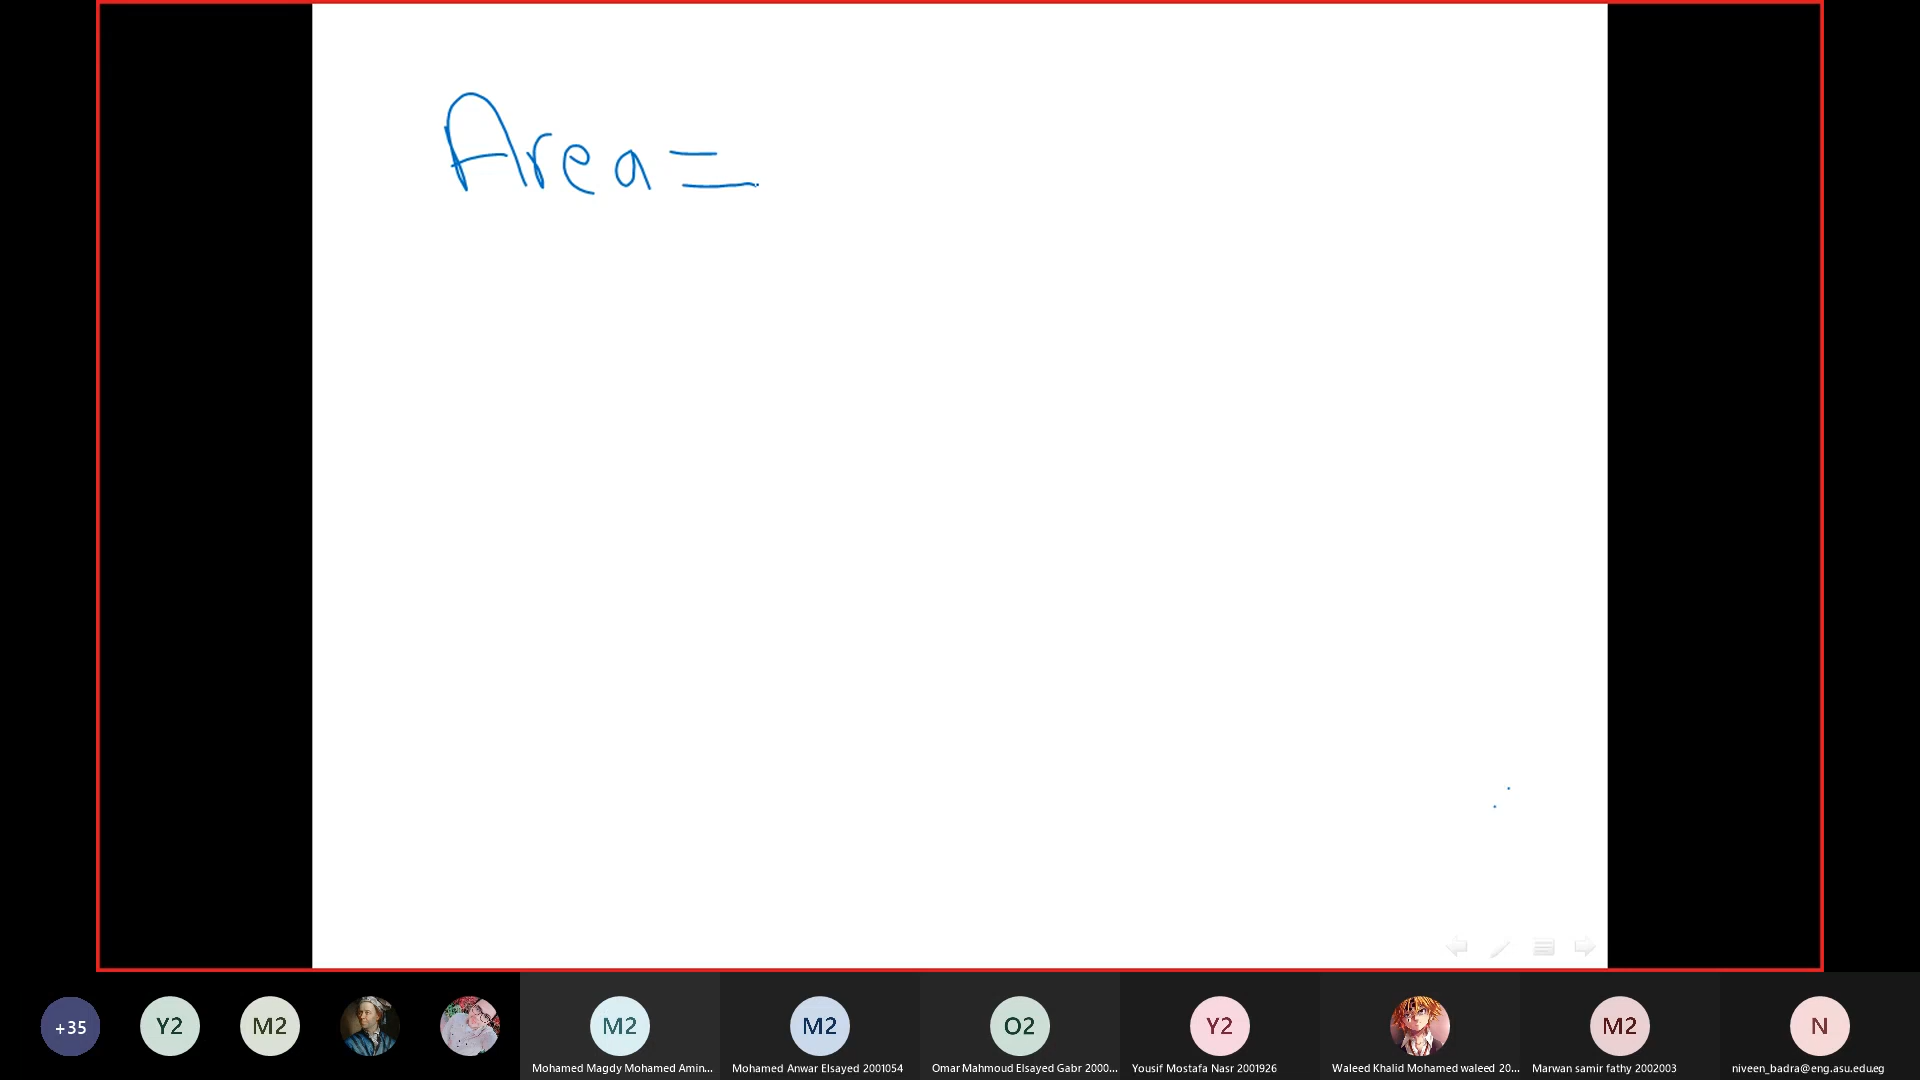 Area =
+35
Y2
M2
M2
Mohamed Magdy Mohamed Amin...
M2
Mohamed Anwar Elsayed 2001054
O2
Omar Mahmoud Elsayed Gabr 2000...
Y2
Yousif Mostafa Nasr 2001926
Waleed Khalid Mohamed waleed 20...
M2
Marwan samir fathy 2002003
N
niveen_badra@eng.asu.edu.eg